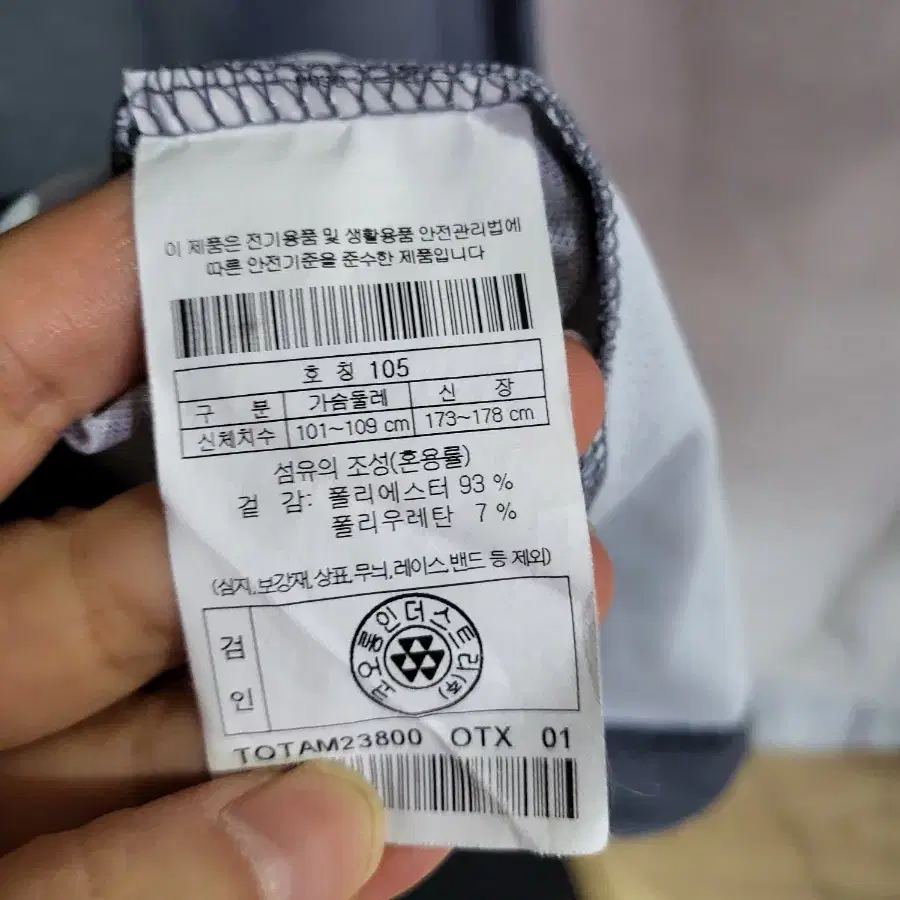 이 제품은 전기용품 및 생활용품 안전관리법에
따른 안전기준을 준수한 제품입니다
호 칭 105
구 분 가슴둘레 신 장
신체치수 101~109 cm 173~178 cm
섬유의 조성(혼용률)
겉 감: 폴리에스터 93 %
폴리우레탄 7 %
(심지,보강재,상표,무늬,레이스,밴드 등 제외)
검
인
코오롱인더스트리(주)
TOTAM23800 OTX 01